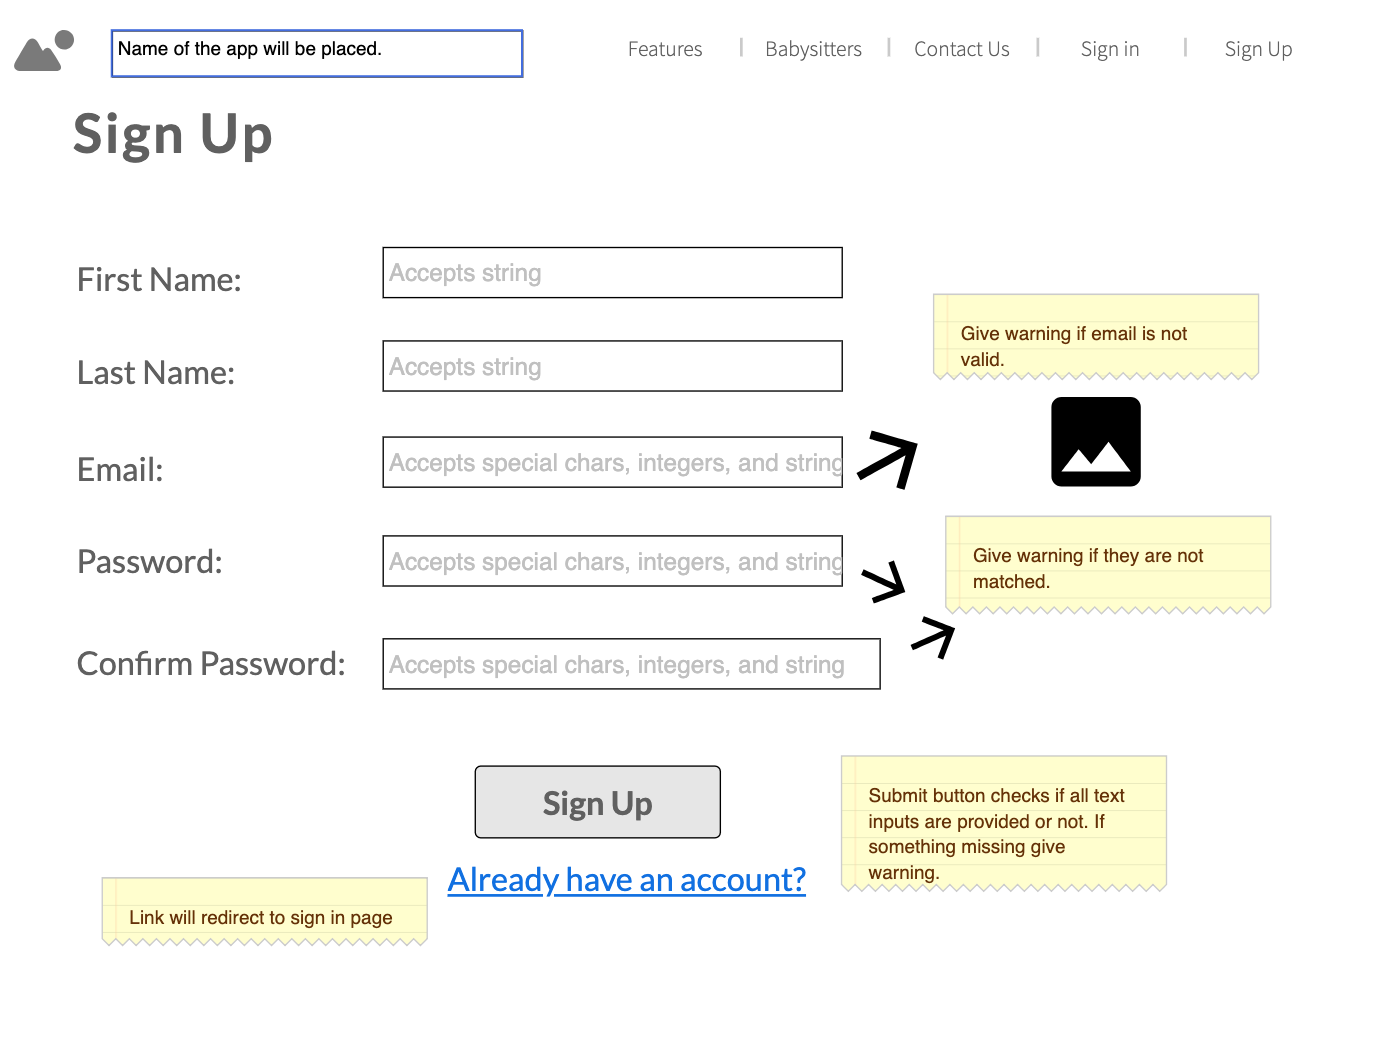 Name of the app will be placed.
Features
Babysitters
Contact Us
Sign in
Sign Up
Sign Up
First Name:
Accepts string
Last Name:
Accepts string
Give warning if email is not
valid.
Email:
Accepts special chars, integers, and string
Password:
Accepts special chars, integers, and string
Give warning if they are not
matched.
Confirm Password:
Accepts special chars, integers, and string
Sign Up
Submit button checks if all text
inputs are provided or not. If
something missing give
warning.
Already have an account?
Link will redirect to sign in page